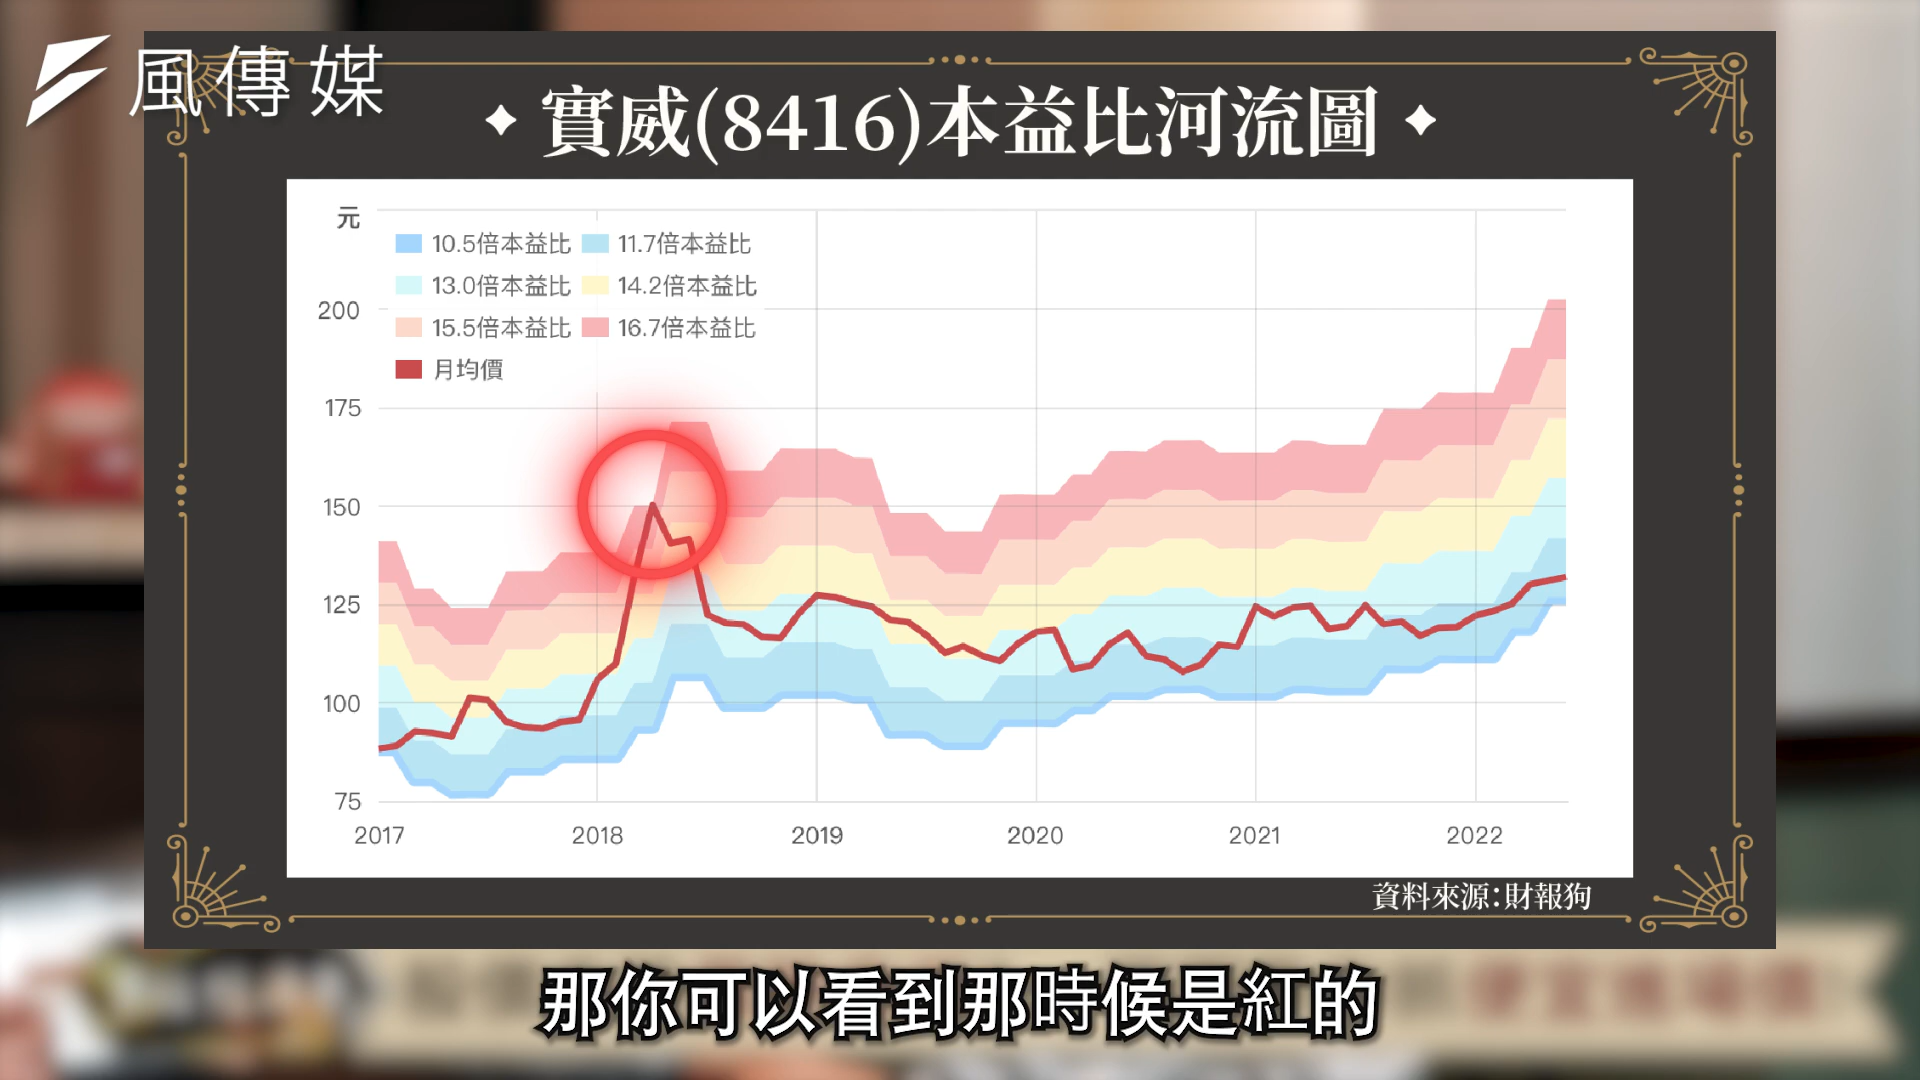 風傳媒
實威(8416)本益比河流圖
元
10.5倍本益比 11.7倍本益比
13.0倍本益比 14.2倍本益比
15.5倍本益比 16.7倍本益比
月均價
200
175
150
125
100
75
2017 2018 2019 2020 2021 2022
資料來源:財報狗
那你可以看到那時候是紅的